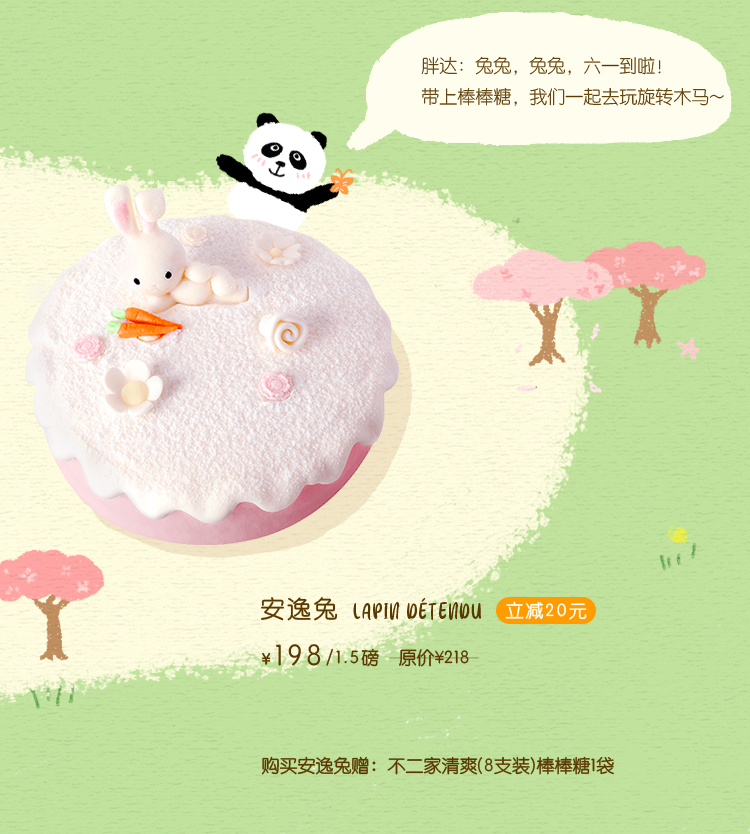 胖达：兔兔，兔兔，六一到啦！
带上棒棒糖，我们一起去玩旋转木马～
安逸兔 LAPIN DÉTENDU 立减20元
¥198/1.5磅 原价¥218
购买安逸兔赠：不二家清爽(8支装)棒棒糖1袋